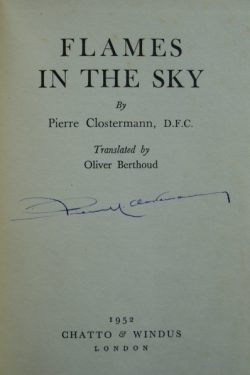 FLAMES
IN THE SKY
By
Pierre Clostermann, D.F.C.
Translated by
Oliver Berthoud
1952
CHATTO & WINDUS
LONDON